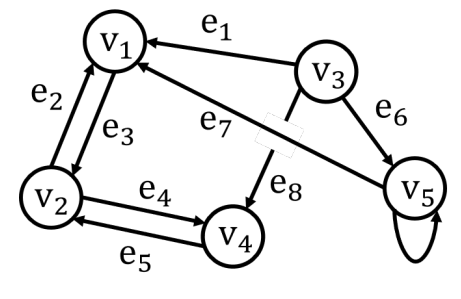 v₁
e₁
v₃
e₂
e₃
e₇
e₆
e₈
v₂
e₄
v₅
e₅
v₄